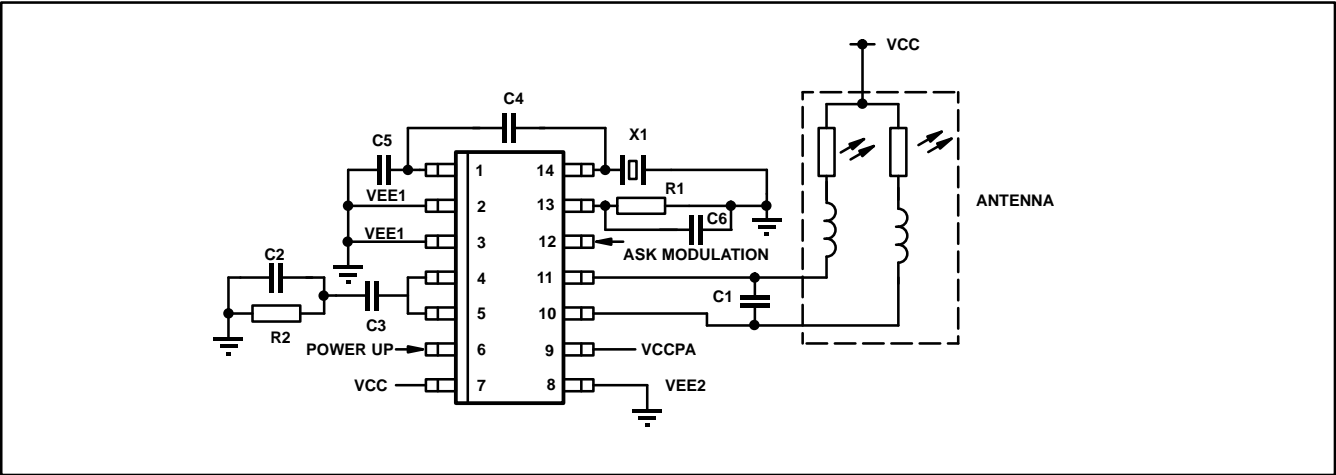 VCC
C4
C5
X1
1
14
R1
VEE1
2
13
C6
ANTENNA
VEE1
3
12
ASK MODULATION
C2
4
11
C1
C3
5
10
R2
POWER UP
6
9
VCCPA
VCC
7
8
VEE2